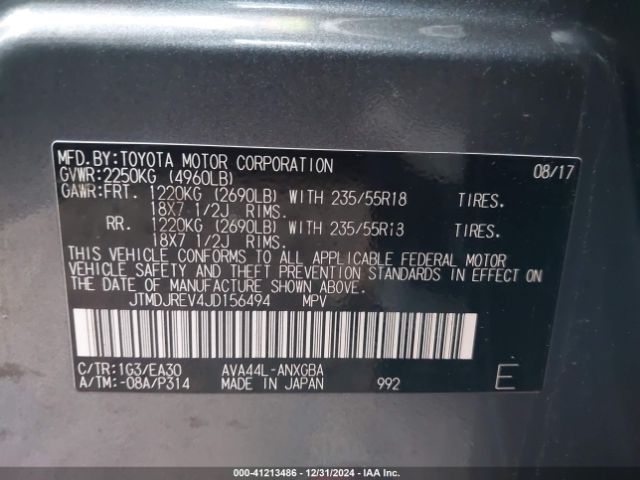 MFD.BY:TOYOTA MOTOR CORPORATION 08/17
GVWR:2250KG (4960LB)
GAWR:FRT. 1220KG (2690LB) WITH 235/55R18 TIRES.
18X7 1/2J RIMS.
RR. 1220KG (2690LB) WITH 235/55R18 TIRES.
18X7 1/2J RIMS.
THIS VEHICLE CONFORMS TO ALL APPLICABLE FEDERAL MOTOR
VEHICLE SAFETY AND THEFT PREVENTION STANDARDS IN EFFECT ON
THE DATE OF MANUFACTURE SHOWN ABOVE.
JTMDJREV4JD156494 MPV
C/TR:1G3/EA30 AVA44L-ANXGBA
A/TM:-08A/P314 MADE IN JAPAN 992 E
000-41213486 - 12/31/2024 - IAA Inc.